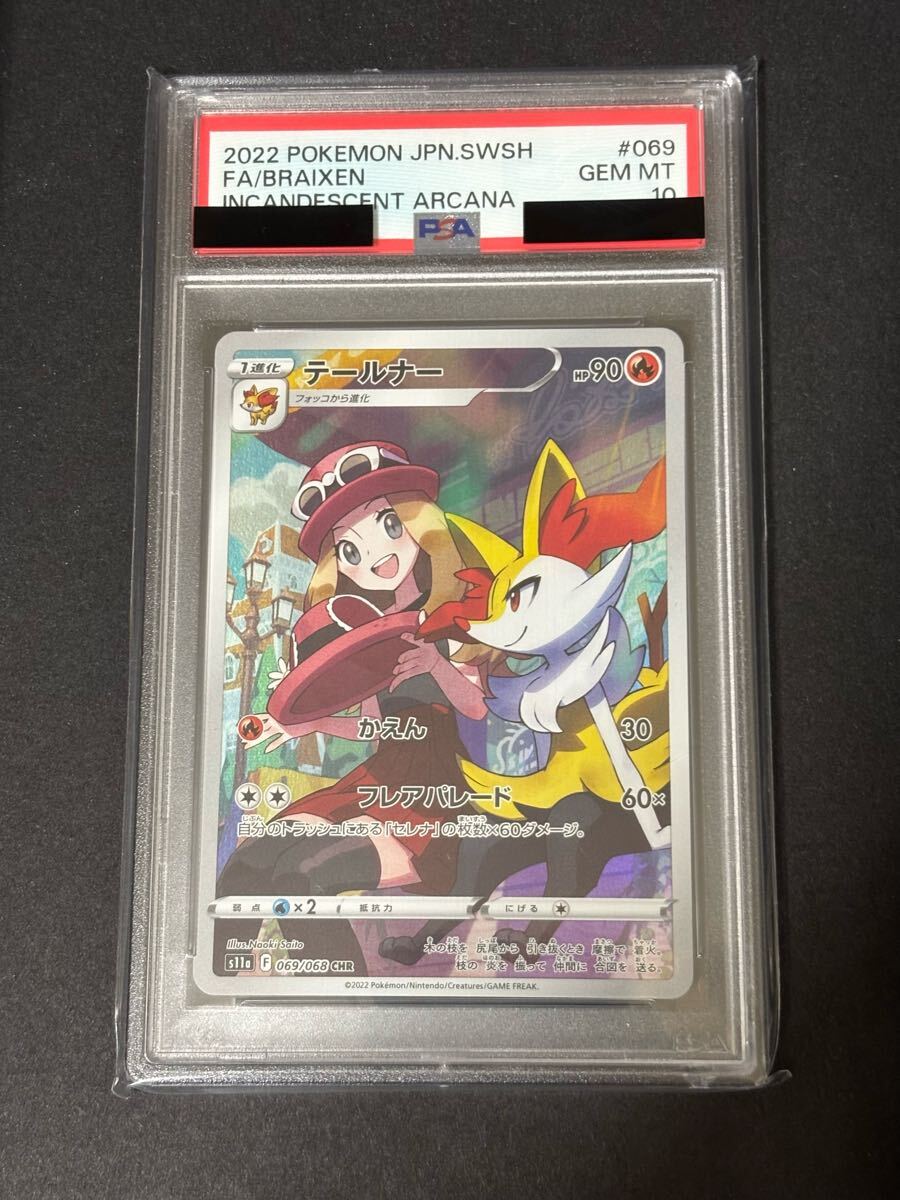 2022 POKEMON JPN.SWSH #069
FA/BRAIXEN GEM MT
INCANDESCENT ARCANA 10
PSA
1進化 テールナー HP90
フォッコから進化
かえん 30
フレアパレード 60×
自分のトラッシュにある「セレナ」の枚数×60ダメージ。
弱点 ×2 抵抗力 にげる
Illus. Naoki Saito
木の枝を 尻尾から 引き抜くとき 摩擦で 着火。
s11a F 069/068 CHR
枝の 炎を 振って 仲間に 合図を 送る。
©2022 Pokémon/Nintendo/Creatures/GAME FREAK.